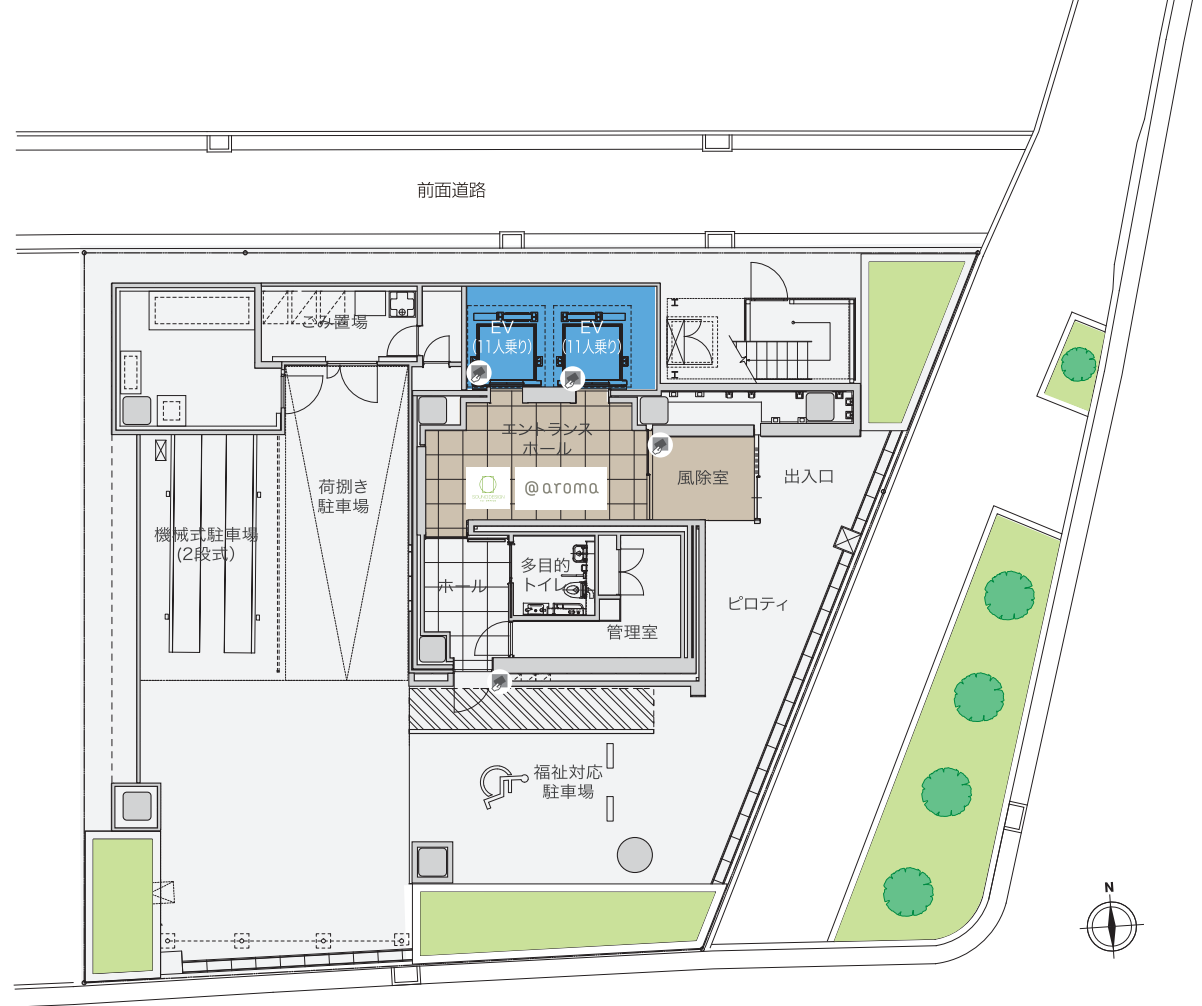 前面道路
ごみ置場
EV
(11人乗り)
EV
(11人乗り)
エントランス
ホール
風除室
出入口
@aroma
荷捌き
駐車場
機械式駐車場
(2段式)
多目的
トイレ
ホール
ピロティ
管理室
福祉対応
駐車場
N